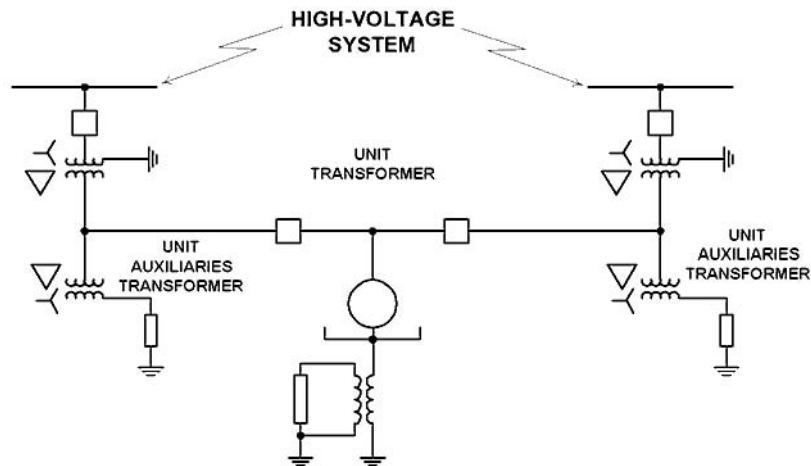 HIGH-VOLTAGE
SYSTEM
UNIT
TRANSFORMER
UNIT
AUXILIARIES
TRANSFORMER
UNIT
AUXILIARIES
TRANSFORMER